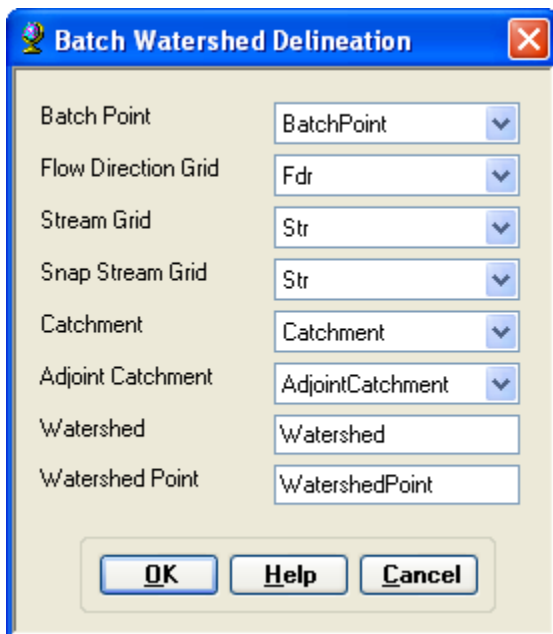 Batch Watershed Delineation
Batch Point BatchPoint
Flow Direction Grid Fdr
Stream Grid Str
Snap Stream Grid Str
Catchment Catchment
Adjoint Catchment AdjointCatchment
Watershed Watershed
Watershed Point WatershedPoint
OK Help Cancel